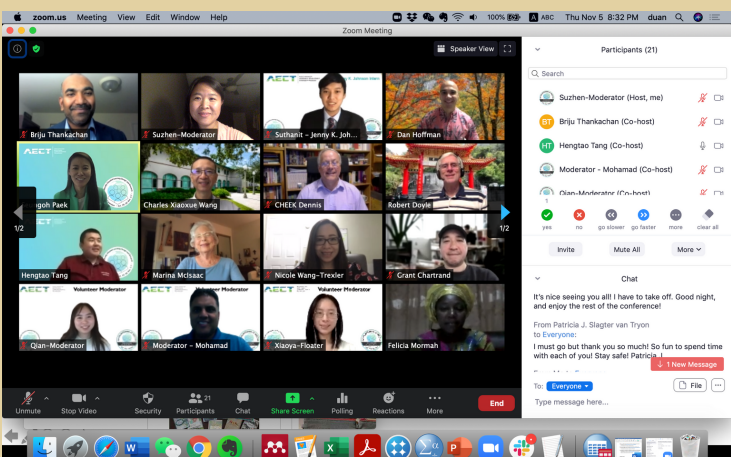 zoom.us Meeting View Edit Window Help
100%
A ABC Thu Nov 5 8:32 PM duan
Zoom Meeting
Speaker View
Briju Thankachan
Suzhen-Moderator
AECT
Suthanit - Jenny K. Joh...
Dan Hoffman
AECT
ngoh Paek
Charles Xiaoxue Wang
CHEEK Dennis
Robert Doyle
1/2
1/2
Hengtao Tang
Marina McIsaac
Nicole Wang-Trexler
Grant Chartrand
AECT Volunteer Moderator
Qian-Moderator
AECT Volunteer Moderator
Moderator - Mohamad
AECT Volunteer Moderator
Xiaoya-Floater
Felicia Mormah
Unmute
Stop Video
Security
21
Participants
Chat
Share Screen
Polling
Reactions
More
End
Participants (21)
Search
Suzhen-Moderator (Host, me)
BT Briju Thankachan (Co-host)
HT Hengtao Tang (Co-host)
Moderator - Mohamad (Co-host)
Qian-Moderator (Co-host)
1
yes no go slower go faster more clear all
Invite Mute All More
Chat
It's nice seeing you all! I have to take off. Good night,
and enjoy the rest of the conference!
From Patricia J. Slagter van Tryon
to Everyone:
I must go but thank you so much! So fun to spend time
with each of you! Stay safe! Patricia
1 New Message
To: Everyone
File
Type message here...